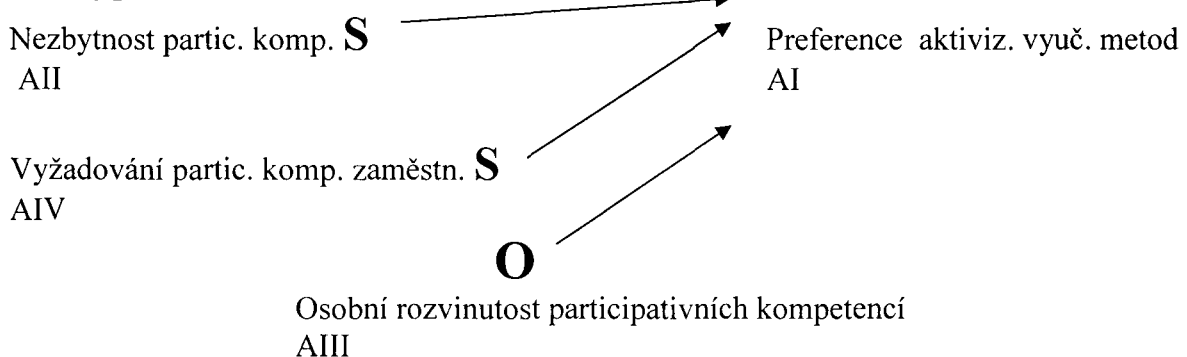 Nezbytnost partic. komp. S
AII
Preference aktiviz. vyuč. metod
AI
Vyžadování partic. komp. zaměstn. S
AIV
O
Osobní rozvinutost participativních kompetencí
AIII